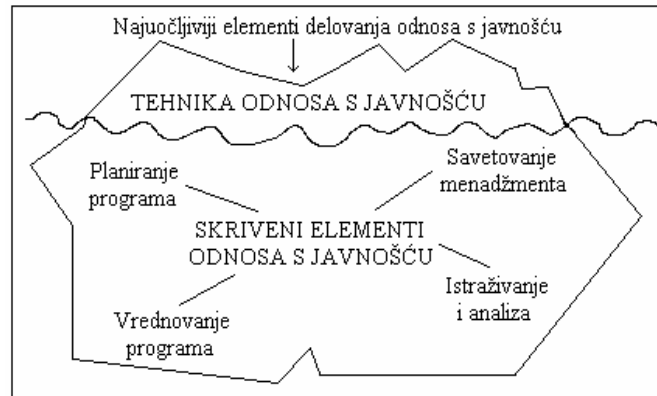 Najuočljiviji elementi delovanja odnosa s javnošću
TEHNIKA ODNOSA S JAVNOŠĆU
Planiranje
programa
Savetovanje
menadžmenta
SKRIVENI ELEMENTI
ODNOSA S JAVNOŠĆU
Vrednovanje
programa
Istraživanje
i analiza